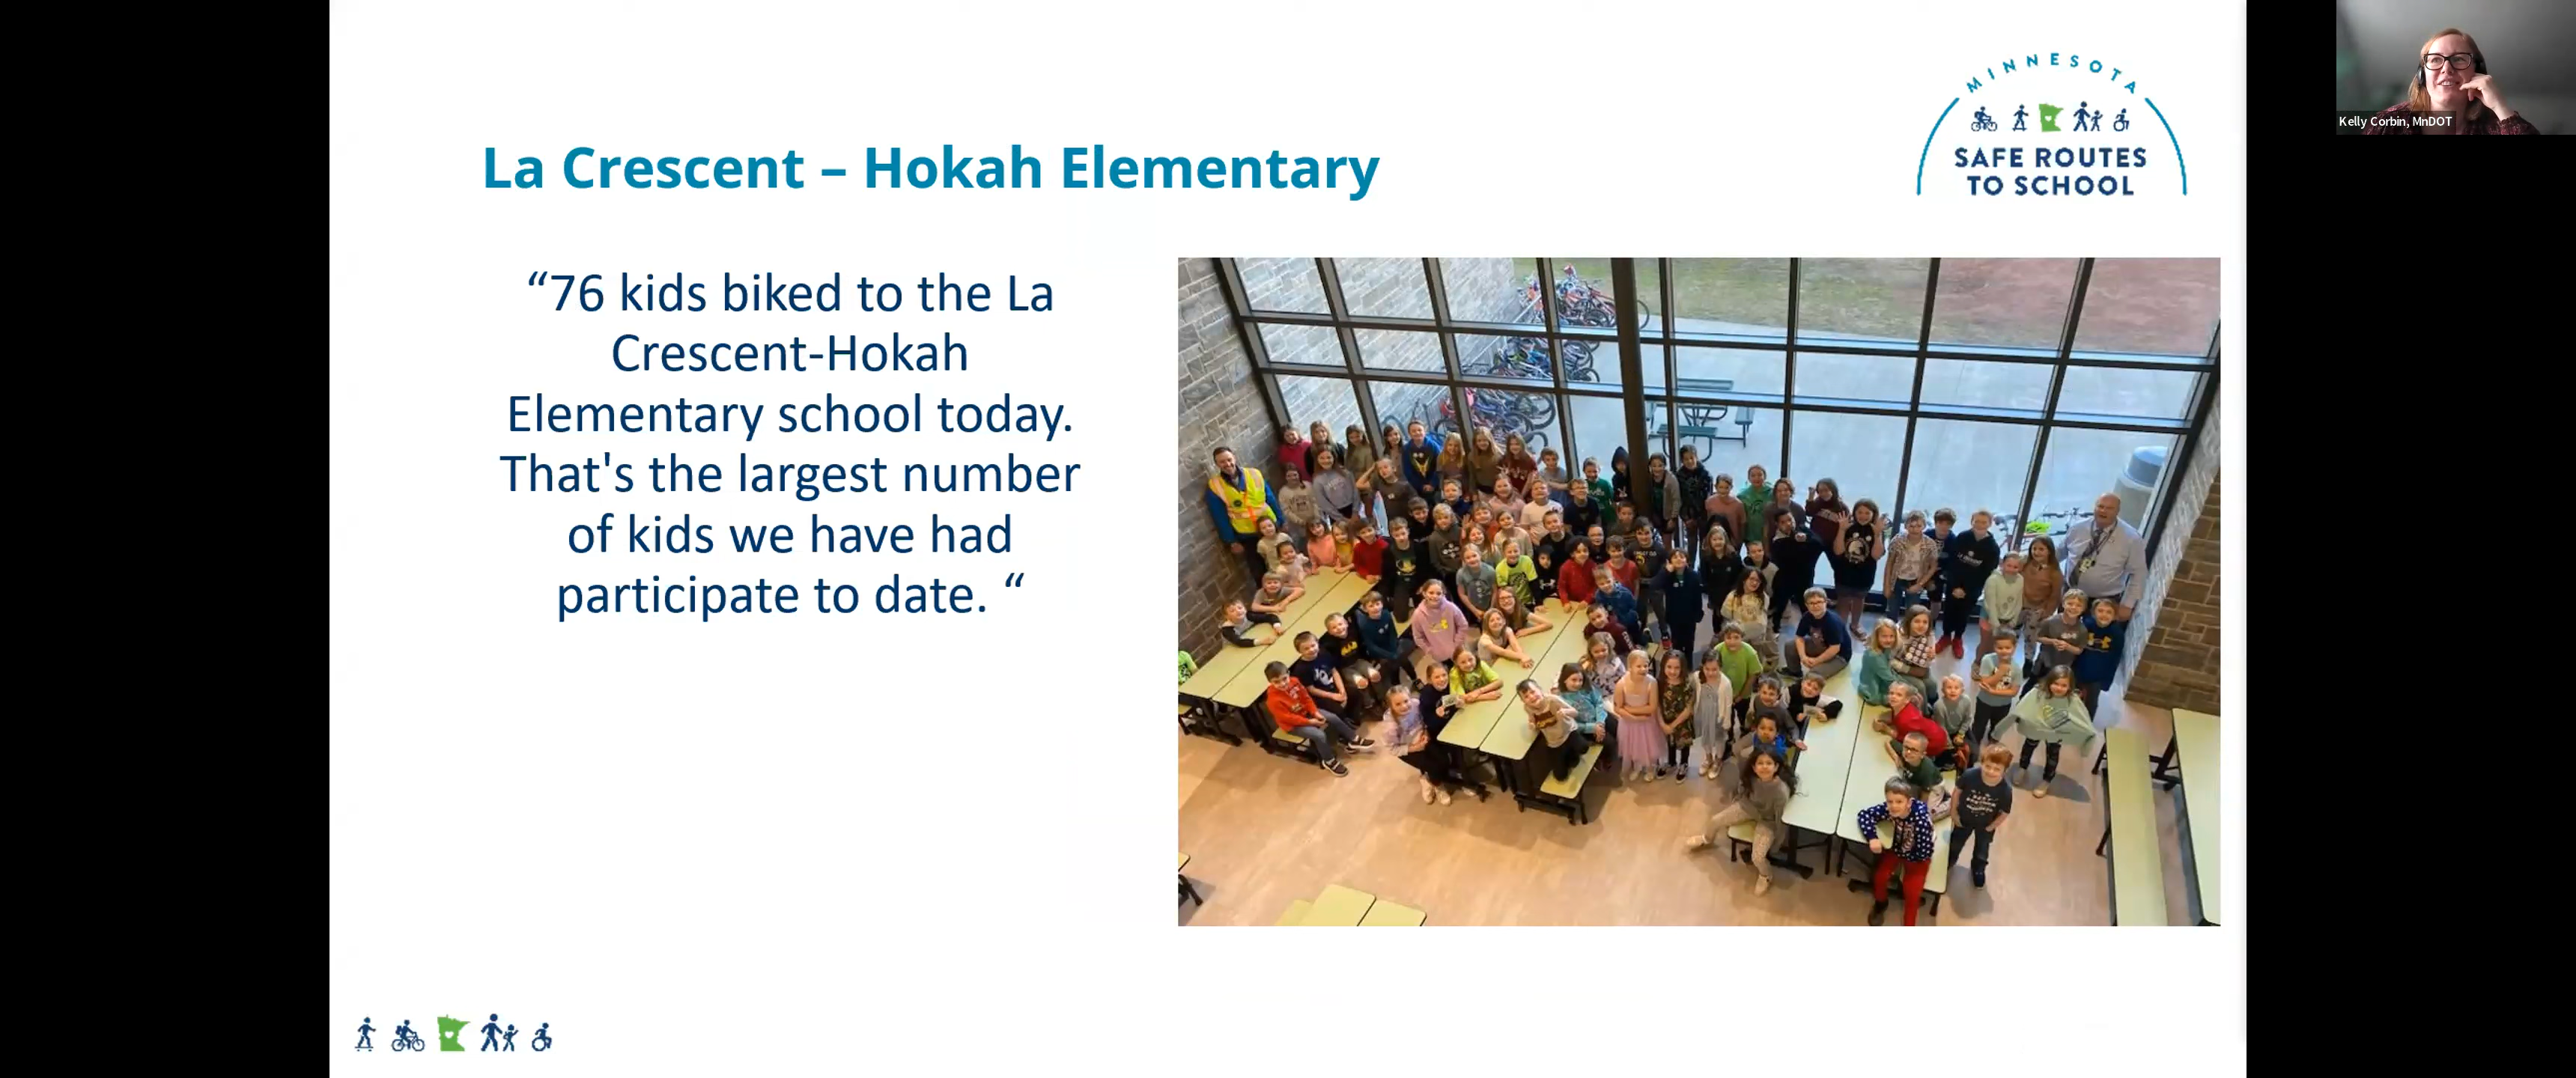 MINNESOTA
SAFE ROUTES
TO SCHOOL
Kelly Corbin, MnDOT
La Crescent – Hokah Elementary
“76 kids biked to the La
Crescent-Hokah
Elementary school today.
That's the largest number
of kids we have had
participate to date. “